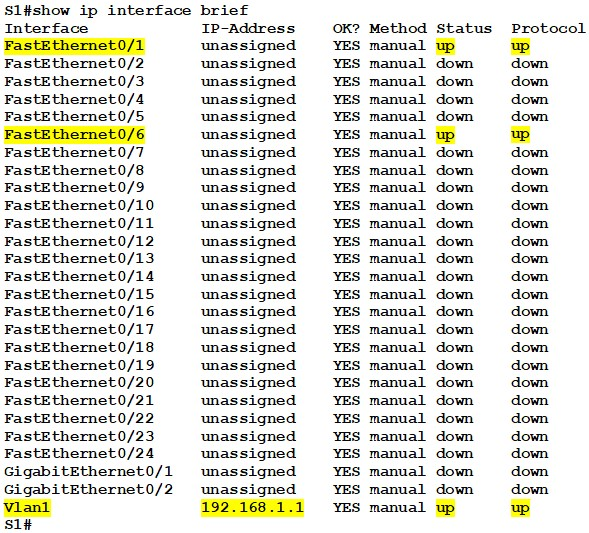 S1#show ip interface brief
Interface IP-Address OK? Method Status Protocol
FastEthernet0/1 unassigned YES manual up up
FastEthernet0/2 unassigned YES manual down down
FastEthernet0/3 unassigned YES manual down down
FastEthernet0/4 unassigned YES manual down down
FastEthernet0/5 unassigned YES manual down down
FastEthernet0/6 unassigned YES manual up up
FastEthernet0/7 unassigned YES manual down down
FastEthernet0/8 unassigned YES manual down down
FastEthernet0/9 unassigned YES manual down down
FastEthernet0/10 unassigned YES manual down down
FastEthernet0/11 unassigned YES manual down down
FastEthernet0/12 unassigned YES manual down down
FastEthernet0/13 unassigned YES manual down down
FastEthernet0/14 unassigned YES manual down down
FastEthernet0/15 unassigned YES manual down down
FastEthernet0/16 unassigned YES manual down down
FastEthernet0/17 unassigned YES manual down down
FastEthernet0/18 unassigned YES manual down down
FastEthernet0/19 unassigned YES manual down down
FastEthernet0/20 unassigned YES manual down down
FastEthernet0/21 unassigned YES manual down down
FastEthernet0/22 unassigned YES manual down down
FastEthernet0/23 unassigned YES manual down down
FastEthernet0/24 unassigned YES manual down down
GigabitEthernet0/1 unassigned YES manual down down
GigabitEthernet0/2 unassigned YES manual down down
Vlan1 192.168.1.1 YES manual up up
S1#